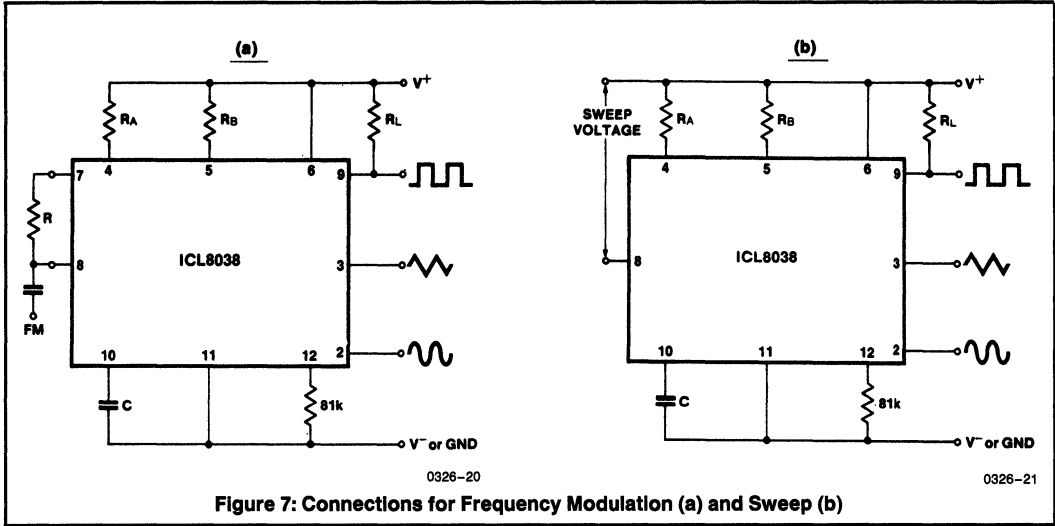 (a)
V+
RA
RB
RL
4
5
6
7
9
R
8
ICL8038
3
FM
2
10
11
12
C
81k
V− or GND
0326–20
(b)
V+
SWEEP
VOLTAGE
RA
RB
RL
4
5
6
9
8
ICL8038
3
2
10
11
12
C
81k
V− or GND
0326–21
Figure 7: Connections for Frequency Modulation (a) and Sweep (b)